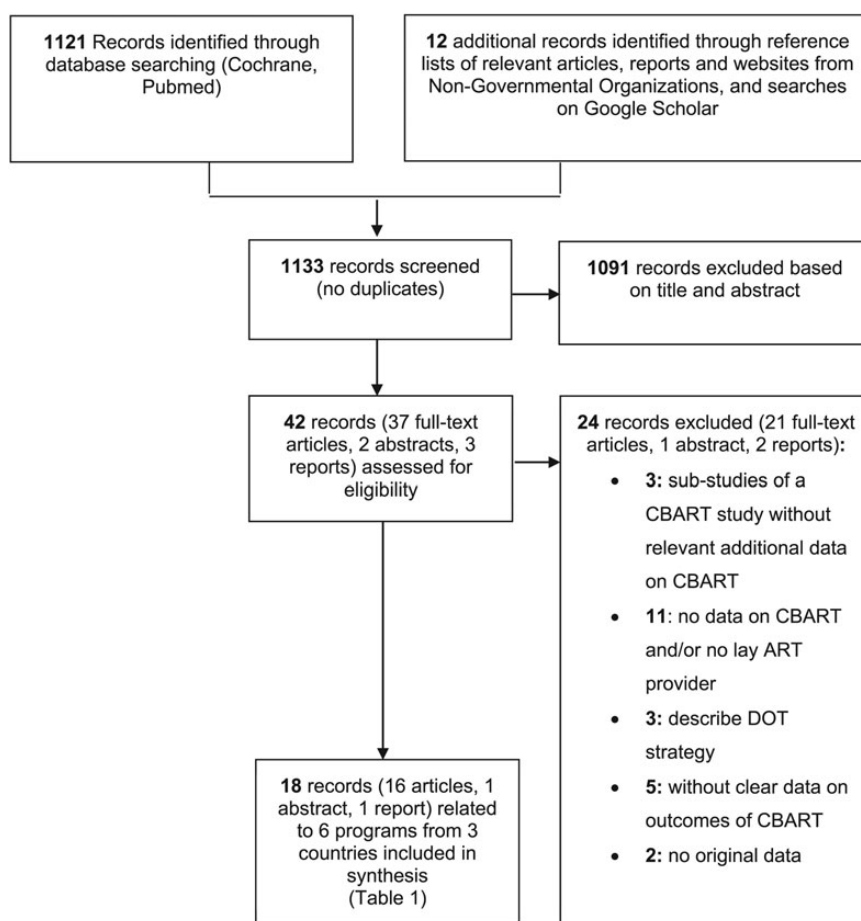 1121 Records identified through
database searching (Cochrane,
Pubmed)
12 additional records identified through reference
lists of relevant articles, reports and websites from
Non-Governmental Organizations, and searches
on Google Scholar
1133 records screened
(no duplicates)
1091 records excluded based
on title and abstract
42 records (37 full-text
articles, 2 abstracts, 3
reports) assessed for
eligibility
24 records excluded (21 full-text
articles, 1 abstract, 2 reports):
• 3: sub-studies of a
CBART study without
relevant additional data
on CBART
• 11: no data on CBART
and/or no lay ART
provider
• 3: describe DOT
strategy
• 5: without clear data on
outcomes of CBART
• 2: no original data
18 records (16 articles, 1
abstract, 1 report) related
to 6 programs from 3
countries included in
synthesis
(Table 1)